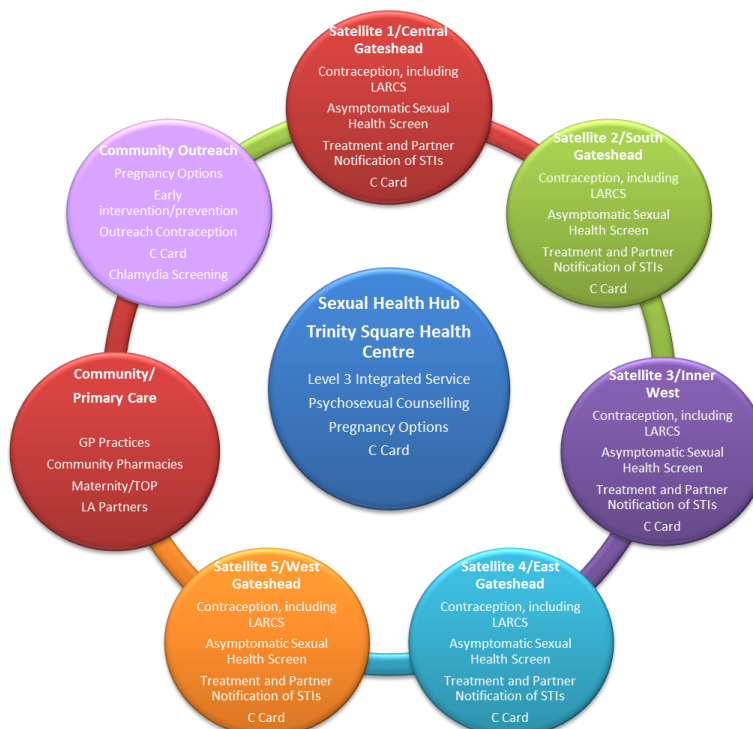 Satellite 1/Central
Gateshead
Contraception, including
LARCS
Asymptomatic Sexual
Health Screen
Treatment and Partner
Notification of STIs
C Card
Satellite 2/South
Gateshead
Contraception, including
LARCS
Asymptomatic Sexual
Health Screen
Treatment and Partner
Notification of STIs
C Card
Satellite 3/Inner
West
Contraception, including
LARCS
Asymptomatic Sexual
Health Screen
Treatment and Partner
Notification of STIs
C Card
Satellite 4/East
Gateshead
Contraception, including
LARCS
Asymptomatic Sexual
Health Screen
Treatment and Partner
Notification of STIs
C Card
Satellite 5/West
Gateshead
Contraception, including
LARCS
Asymptomatic Sexual
Health Screen
Treatment and Partner
Notification of STIs
C Card
Community/
Primary Care
GP Practices
Community Pharmacies
Maternity/TOP
LA Partners
Community Outreach
Pregnancy Options
Early
intervention/prevention
Outreach Contraception
C Card
Chlamydia Screening
Sexual Health Hub
Trinity Square Health
Centre
Level 3 Integrated Service
Psychosexual Counselling
Pregnancy Options
C Card